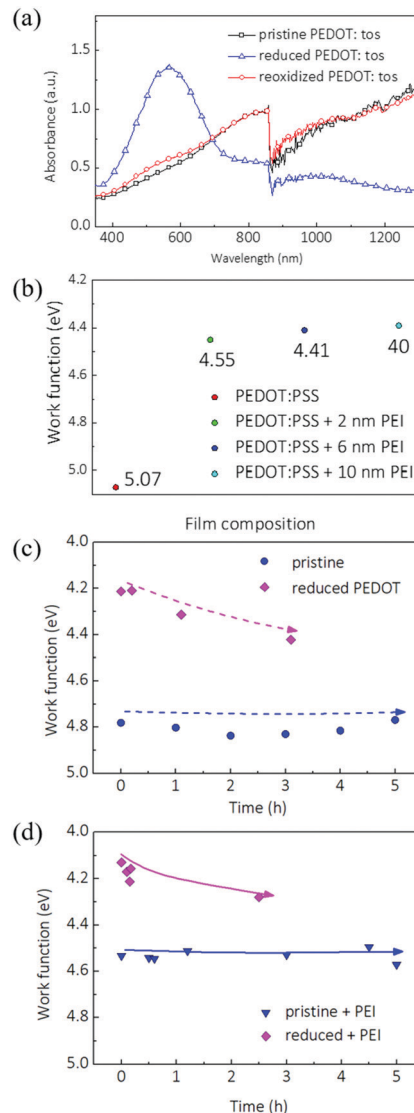 (a)
pristine PEDOT: tos
reduced PEDOT: tos
reoxidized PEDOT: tos
Absorbance (a.u.)
1.5
1.0
0.5
0.0
400 600 800 1000 1200
Wavelength (nm)
(b)
Work function (eV)
4.2
4.4
4.6
4.8
5.0
4.55
4.41
40
5.07
PEDOT:PSS
PEDOT:PSS + 2 nm PEI
PEDOT:PSS + 6 nm PEI
PEDOT:PSS + 10 nm PEI
Film composition
(c)
Work function (eV)
4.0
4.2
4.4
4.6
4.8
5.0
pristine
reduced PEDOT
0 1 2 3 4 5
Time (h)
(d)
Work function (eV)
4.0
4.2
4.4
4.6
4.8
5.0
pristine + PEI
reduced + PEI
0 1 2 3 4 5
Time (h)